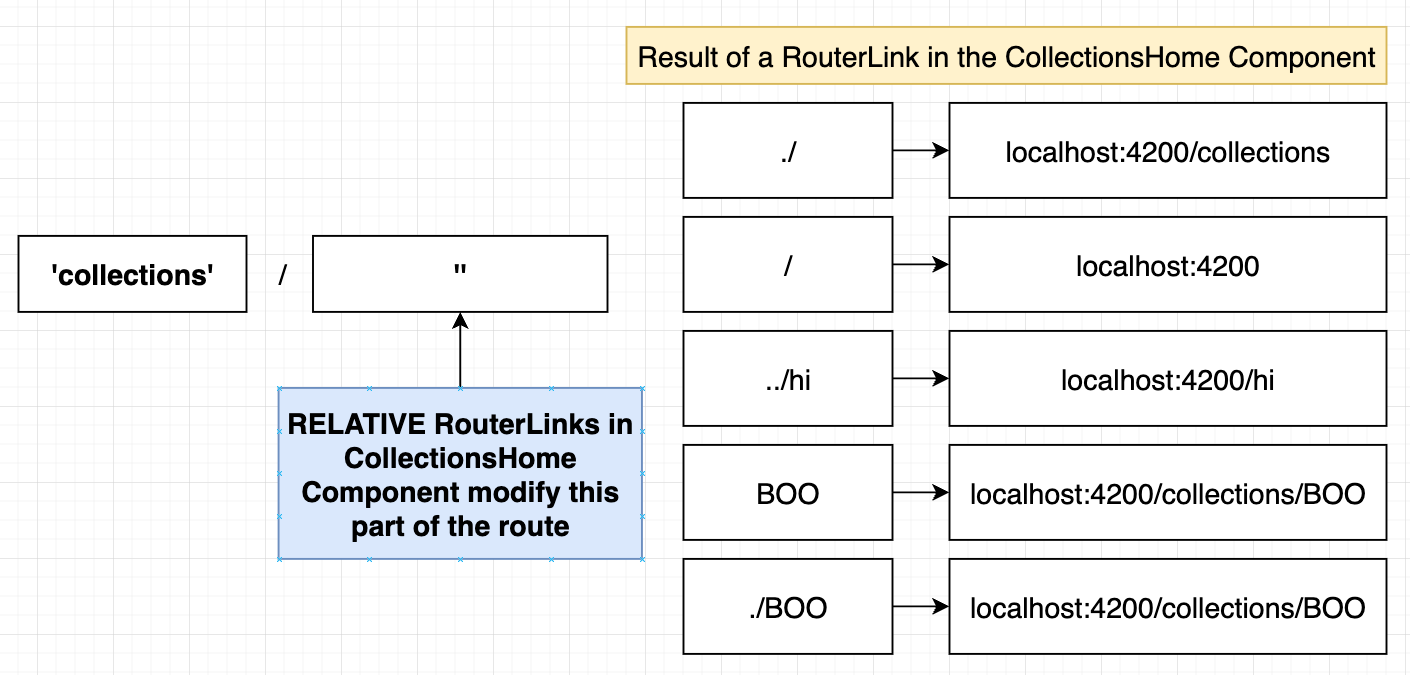 Result of a RouterLink in the CollectionsHome Component
./
localhost:4200/collections
/
localhost:4200
'collections'
/
''
../hi
localhost:4200/hi
RELATIVE RouterLinks in
CollectionsHome
Component modify this
part of the route
BOO
localhost:4200/collections/BOO
./BOO
localhost:4200/collections/BOO